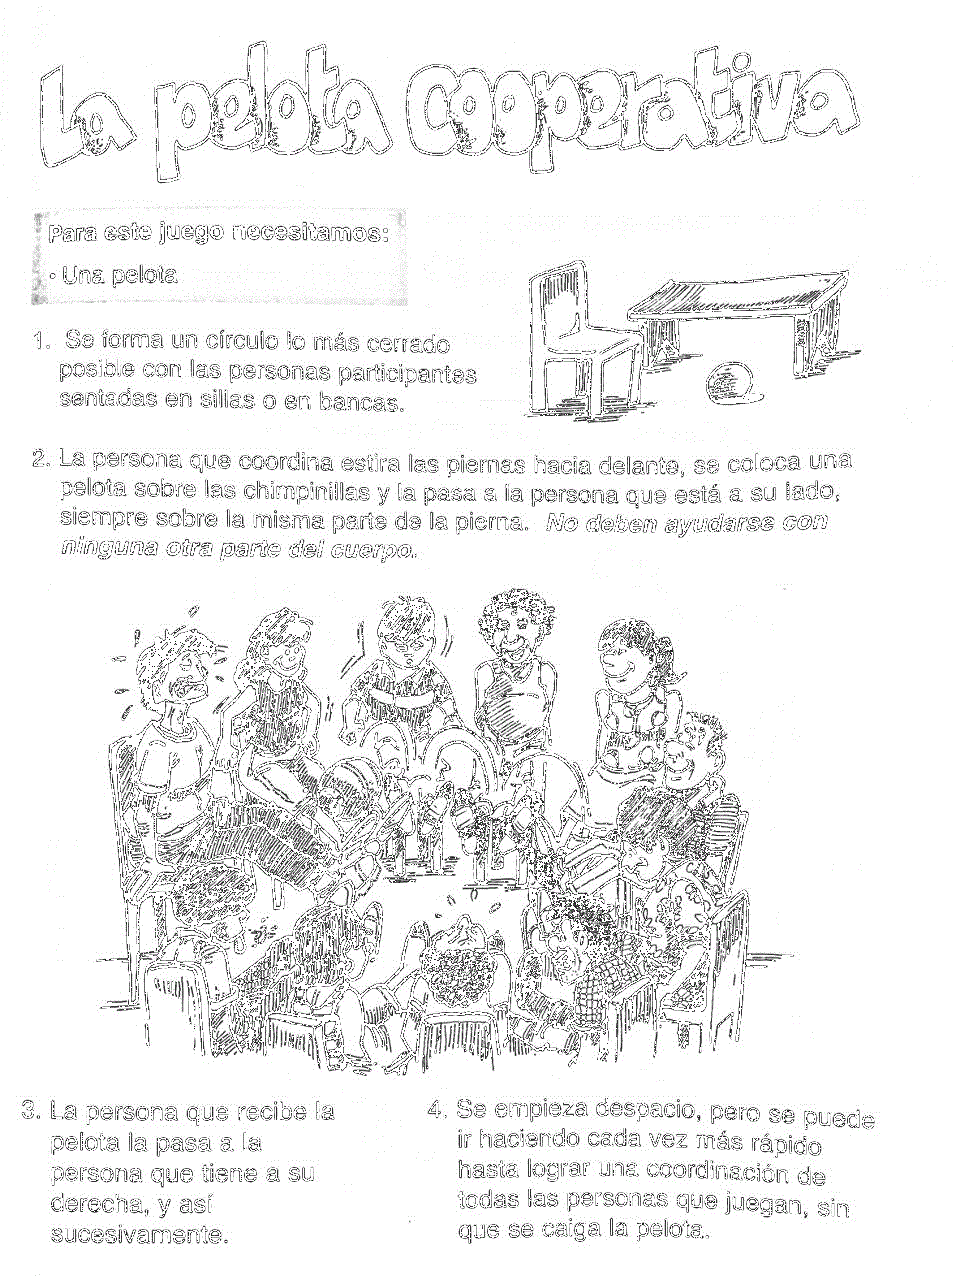 La pelota cooperativa
Para este juego necesitamos:
• Una pelota
1. Se forma un círculo lo más cerrado
posible con las personas participantes
sentadas en sillas o en bancas.
2. La persona que coordina estira las piernas hacia delante, se coloca una
pelota sobre las chimpinillas y la pasa a la persona que está a su lado,
siempre sobre la misma parte de la pierna. No deben ayudarse con
ninguna otra parte del cuerpo.
3. La persona que recibe la
pelota la pasa a la
persona que tiene a su
derecha, y así
sucesivamente.
4. Se empieza despacio, pero se puede
ir haciendo cada vez más rápido
hasta lograr una coordinación de
todas las personas que juegan, sin
que se caiga la pelota.